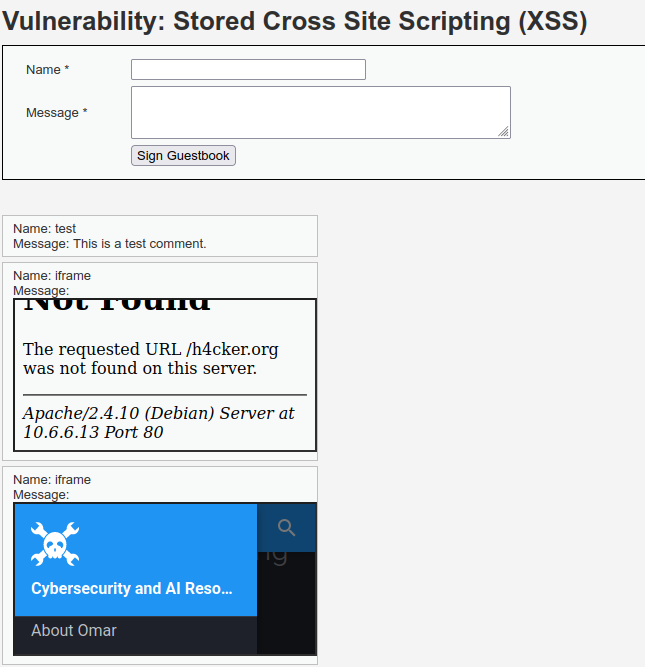 Vulnerability: Stored Cross Site Scripting (XSS)
Name *
Message *
Sign Guestbook
Name: test
Message: This is a test comment.
Name: iframe
Message:
Not Found
The requested URL /h4cker.org
was not found on this server.
Apache/2.4.10 (Debian) Server at
10.6.6.13 Port 80
Name: iframe
Message:
ig
Cybersecurity and AI Reso...
About Omar